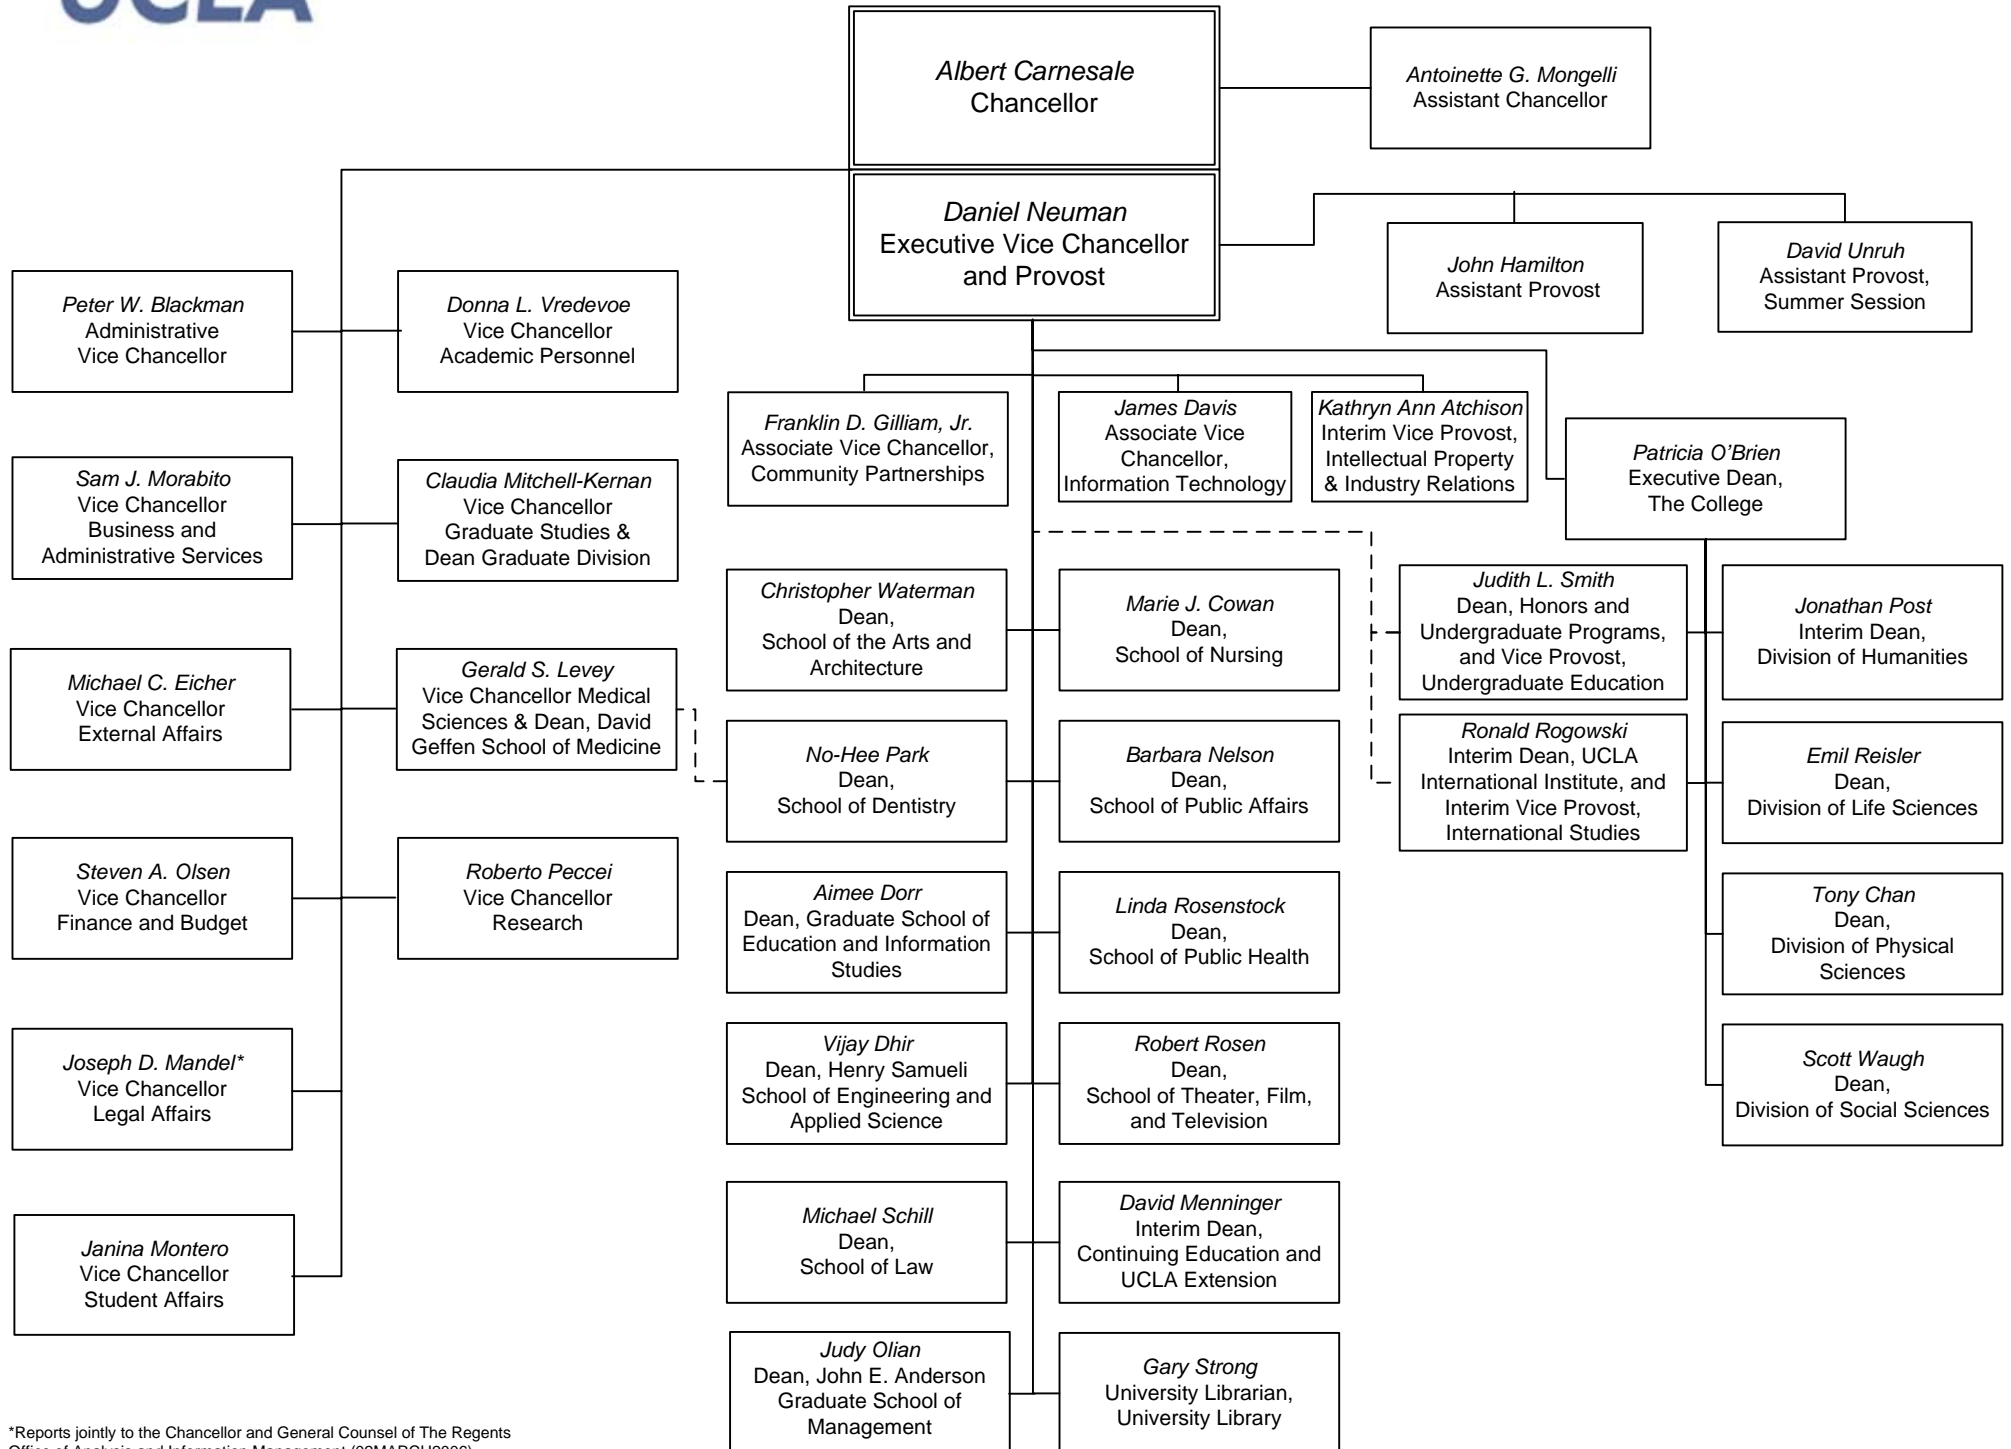 UCLA
Albert Carnesale
Chancellor
Antoinette G. Mongelli
Assistant Chancellor
Daniel Neuman
Executive Vice Chancellor
and Provost
John Hamilton
Assistant Provost
David Unruh
Assistant Provost,
Summer Session
Peter W. Blackman
Administrative
Vice Chancellor
Donna L. Vredevoe
Vice Chancellor
Academic Personnel
Sam J. Morabito
Vice Chancellor
Business and
Administrative Services
Claudia Mitchell-Kernan
Vice Chancellor
Graduate Studies &
Dean Graduate Division
Michael C. Eicher
Vice Chancellor
External Affairs
Gerald S. Levey
Vice Chancellor Medical
Sciences & Dean, David
Geffen School of Medicine
Steven A. Olsen
Vice Chancellor
Finance and Budget
Roberto Peccei
Vice Chancellor
Research
Joseph D. Mandel*
Vice Chancellor
Legal Affairs
Janina Montero
Vice Chancellor
Student Affairs
Franklin D. Gilliam, Jr.
Associate Vice Chancellor,
Community Partnerships
James Davis
Associate Vice
Chancellor,
Information Technology
Kathryn Ann Atchison
Interim Vice Provost,
Intellectual Property
& Industry Relations
Patricia O’Brien
Executive Dean,
The College
Christopher Waterman
Dean,
School of the Arts and
Architecture
Marie J. Cowan
Dean,
School of Nursing
No-Hee Park
Dean,
School of Dentistry
Barbara Nelson
Dean,
School of Public Affairs
Aimee Dorr
Dean, Graduate School of
Education and Information
Studies
Linda Rosenstock
Dean,
School of Public Health
Vijay Dhir
Dean, Henry Samueli
School of Engineering and
Applied Science
Robert Rosen
Dean,
School of Theater, Film,
and Television
Michael Schill
Dean,
School of Law
David Menninger
Interim Dean,
Continuing Education and
UCLA Extension
Judy Olian
Dean, John E. Anderson
Graduate School of
Management
Gary Strong
University Librarian,
University Library
Judith L. Smith
Dean, Honors and
Undergraduate Programs,
and Vice Provost,
Undergraduate Education
Jonathan Post
Interim Dean,
Division of Humanities
Ronald Rogowski
Interim Dean, UCLA
International Institute, and
Interim Vice Provost,
International Studies
Emil Reisler
Dean,
Division of Life Sciences
Tony Chan
Dean,
Division of Physical
Sciences
Scott Waugh
Dean,
Division of Social Sciences
*Reports jointly to the Chancellor and General Counsel of The Regents
Office of Analysis and Information Management